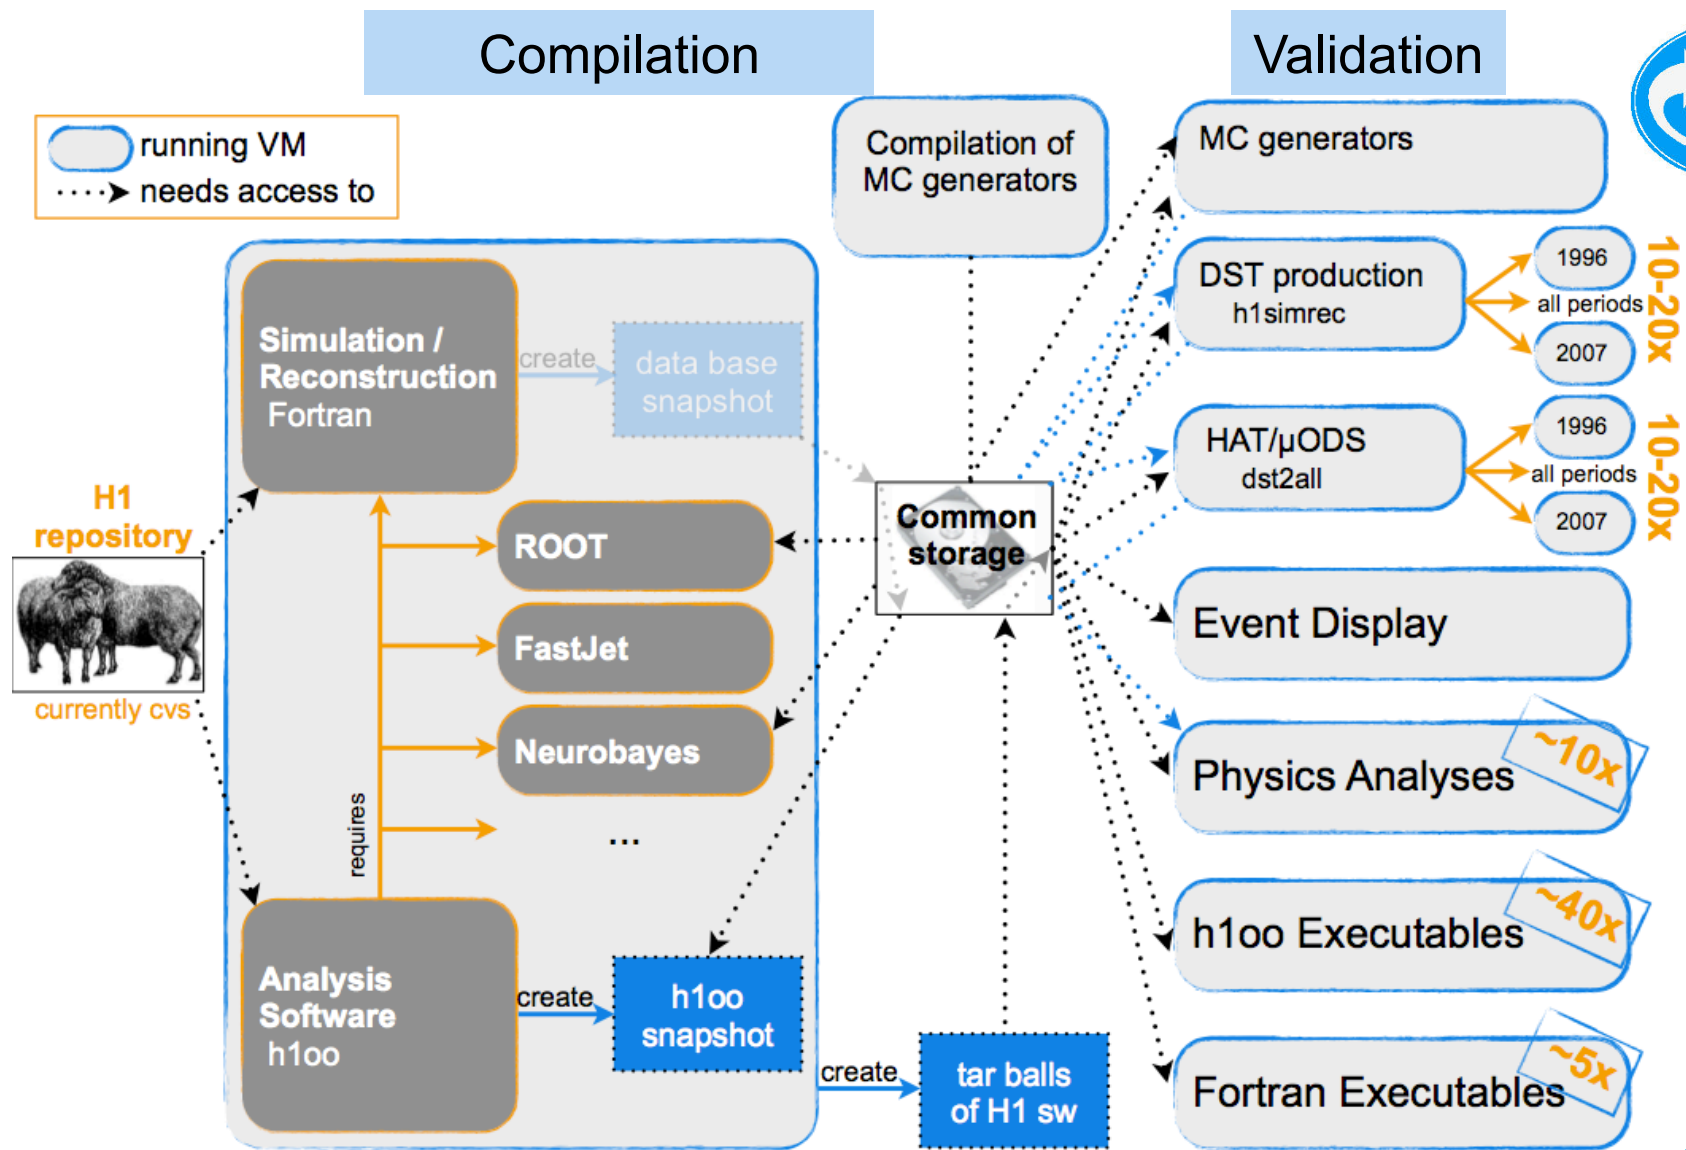 Compilation
Validation
running VM
needs access to
Compilation of
MC generators
MC generators
DST production
h1simrec
1996
all periods
2007
10-20x
HAT/µODS
dst2all
1996
all periods
2007
10-20x
Simulation /
Reconstruction
Fortran
create
data base
snapshot
H1
repository
currently cvs
ROOT
FastJet
Neurobayes
...
requires
Common
storage
Event Display
Physics Analyses
~10x
h1oo Executables
~40x
Fortran Executables
~5x
Analysis
Software
h1oo
create
h1oo
snapshot
create
tar balls
of H1 sw